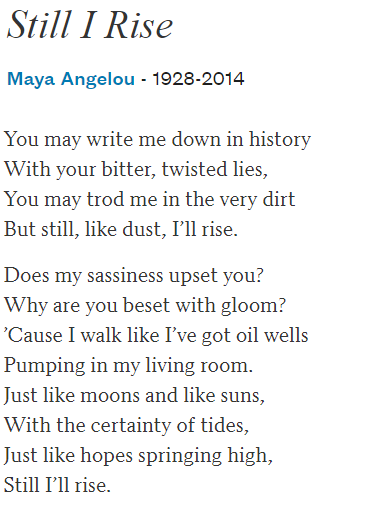 Still I Rise
Maya Angelou - 1928-2014
You may write me down in history
With your bitter, twisted lies,
You may trod me in the very dirt
But still, like dust, I’ll rise.
Does my sassiness upset you?
Why are you beset with gloom?
’Cause I walk like I’ve got oil wells
Pumping in my living room.
Just like moons and like suns,
With the certainty of tides,
Just like hopes springing high,
Still I’ll rise.